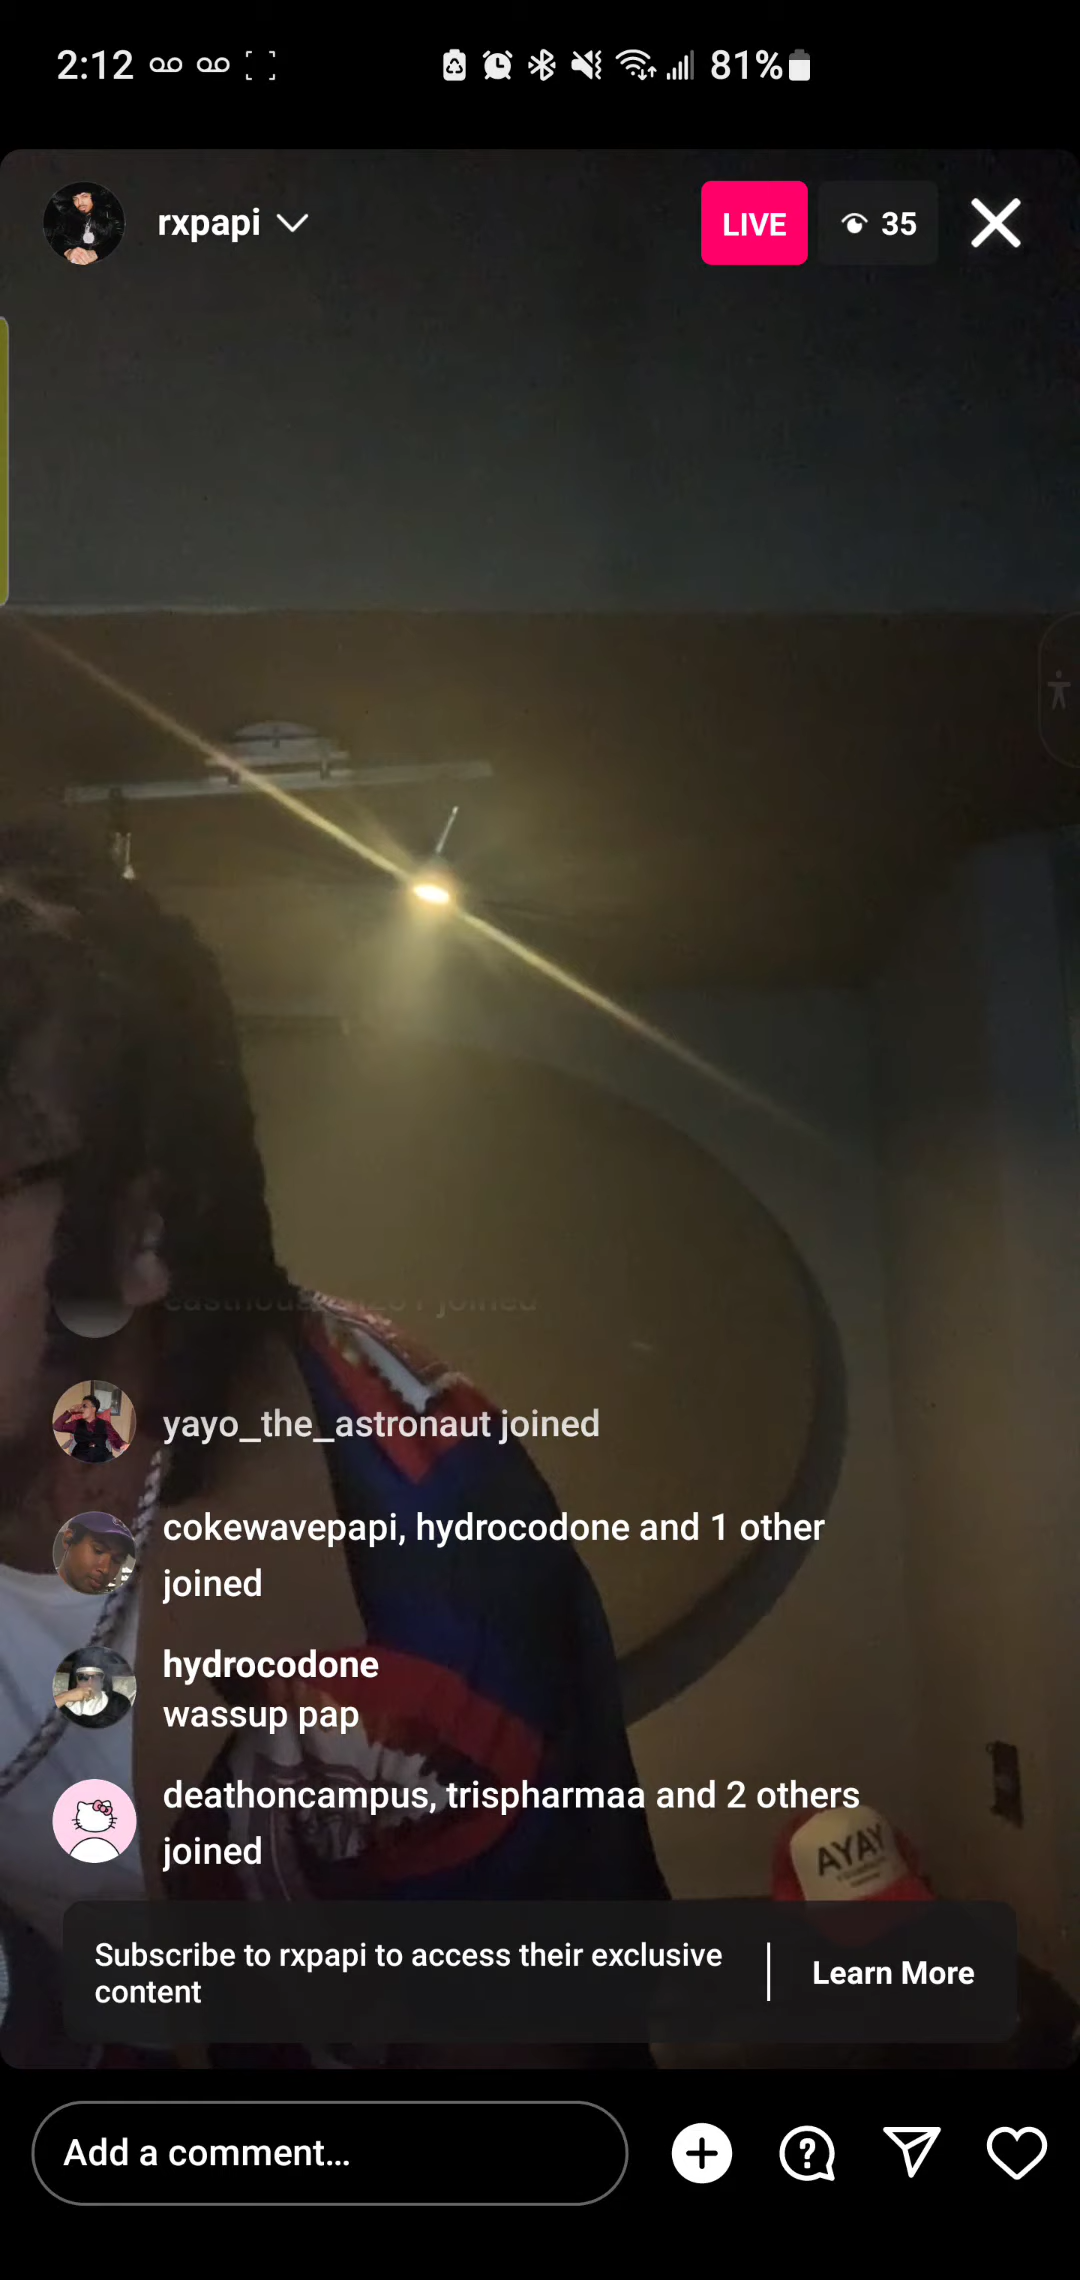 2:12 81%
rxpapi LIVE 35
yayo_the_astronaut joined
cokewavepapi, hydrocodone and 1 other
joined
hydrocodone
wassup pap
deathoncampus, trispharmaa and 2 others
joined
AYAY
Subscribe to rxpapi to access their exclusive
content
Learn More
Add a comment...